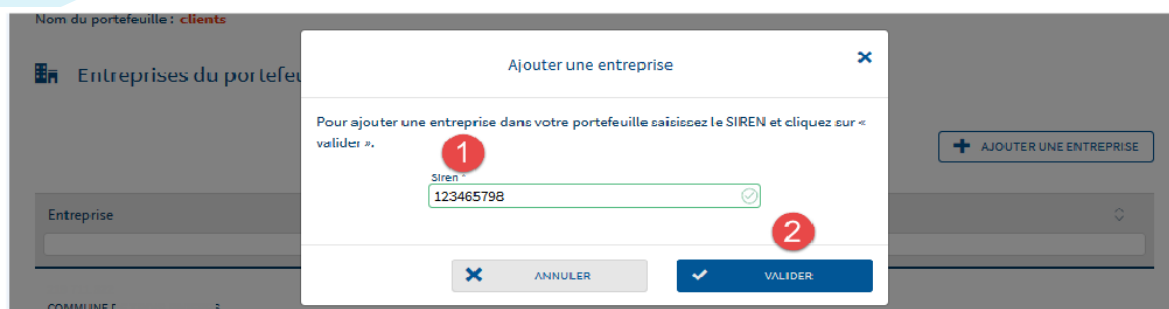 Nom du portefeuille : clients
Entreprises du portefeu
Ajouter une entreprise
Pour ajouter une entreprise dans votre portefeuille saisissez le SIREN et cliquez sur «
valider ».
1
AJOUTER UNE ENTREPRISE
Siren *
123465798
Entreprise
2
ANNULER
VALIDER